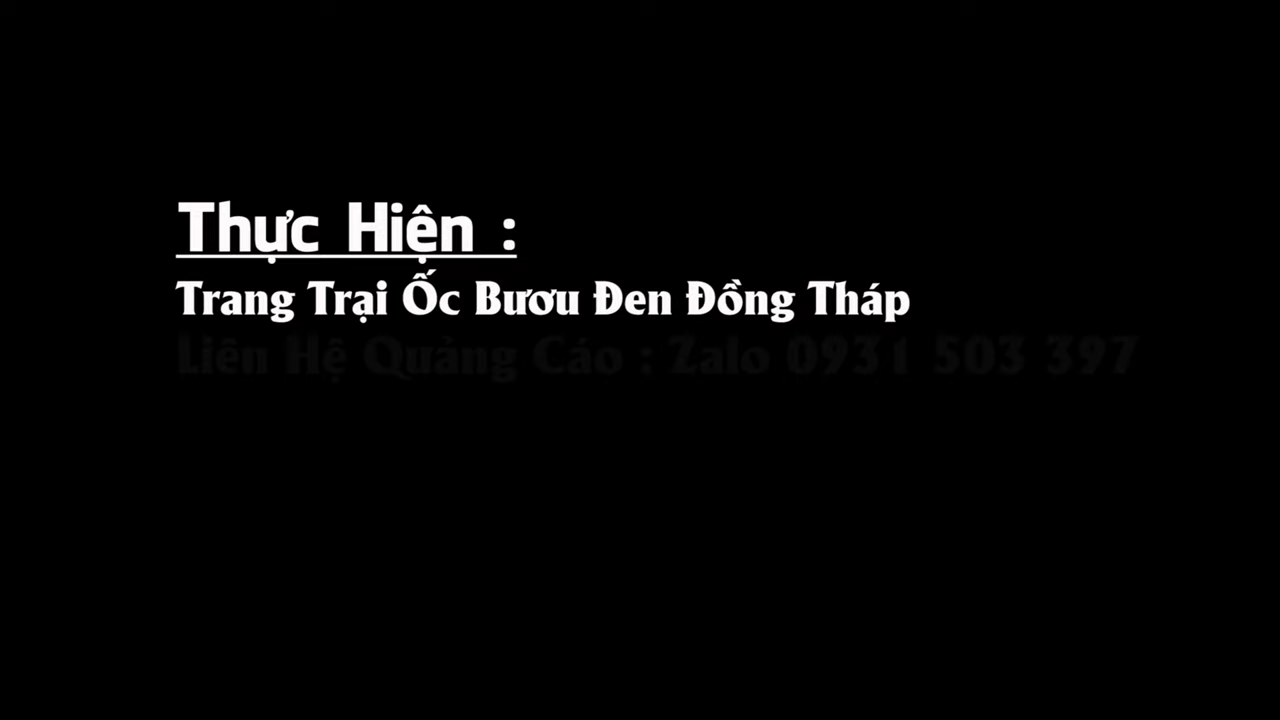 Thực Hiện :
Trang Trại Ốc Bươu Đen Đồng Tháp
Liên Hệ Quảng Cáo : Zalo 0931 503 397